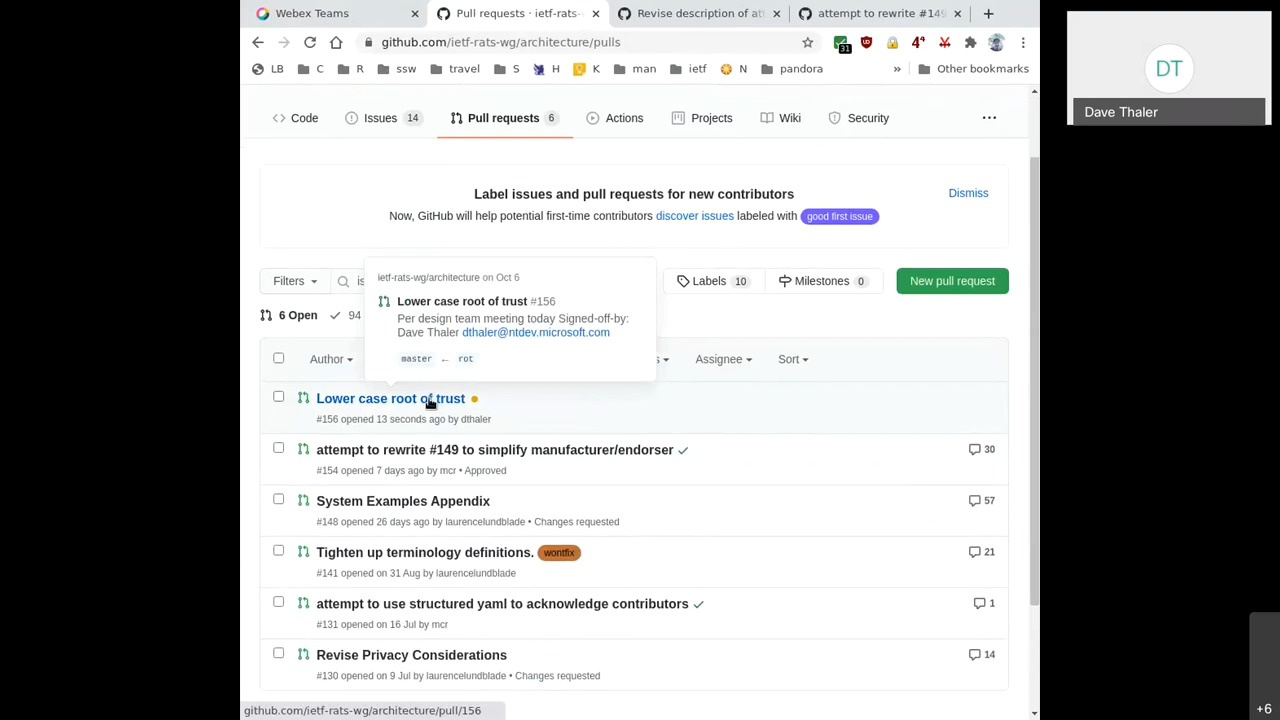 Webex Teams
Pull requests · ietf-rats-
Revise description of at
attempt to rewrite #149
github.com/ietf-rats-wg/architecture/pulls
31
4
LB
C
R
ssw
travel
S
H
K
man
ietf
N
pandora
»
Other bookmarks
Code
Issues 14
Pull requests 6
Actions
Projects
Wiki
Security
Label issues and pull requests for new contributors
Dismiss
Now, GitHub will help potential first-time contributors discover issues labeled with good first issue
Filters
is
Labels 10
Milestones 0
New pull request
ietf-rats-wg/architecture on Oct 6
Lower case root of trust #156
Per design team meeting today Signed-off-by:
Dave Thaler dthaler@ntdev.microsoft.com
master ← rot
6 Open
94
Author
s
Assignee
Sort
Lower case root of trust
#156 opened 13 seconds ago by dthaler
attempt to rewrite #149 to simplify manufacturer/endorser
30
#154 opened 7 days ago by mcr • Approved
System Examples Appendix
57
#148 opened 26 days ago by laurencelundblade • Changes requested
Tighten up terminology definitions. wontfix
21
#141 opened on 31 Aug by laurencelundblade
attempt to use structured yaml to acknowledge contributors
1
#131 opened on 16 Jul by mcr
Revise Privacy Considerations
14
#130 opened on 9 Jul by laurencelundblade • Changes requested
github.com/ietf-rats-wg/architecture/pull/156
DT
Dave Thaler
+6